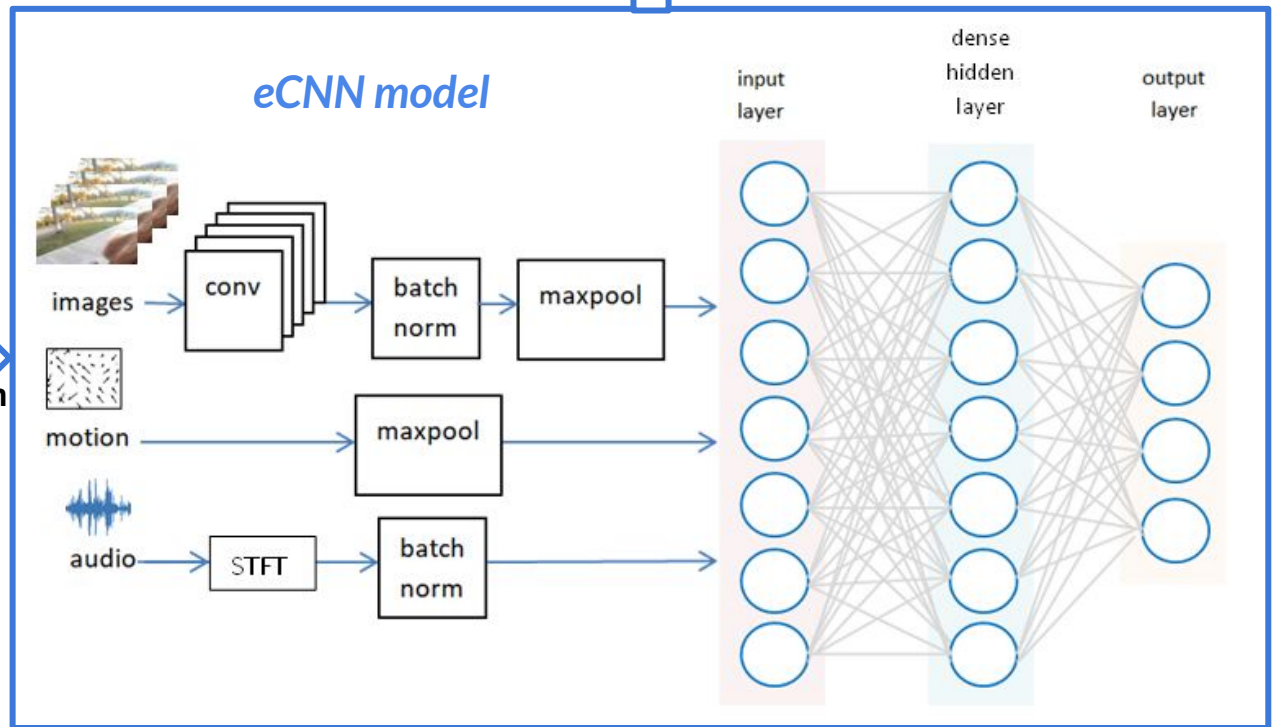 eCNN model
input
layer
dense
hidden
layer
output
layer
images
conv
batch
norm
maxpool
motion
maxpool
audio
STFT
batch
norm